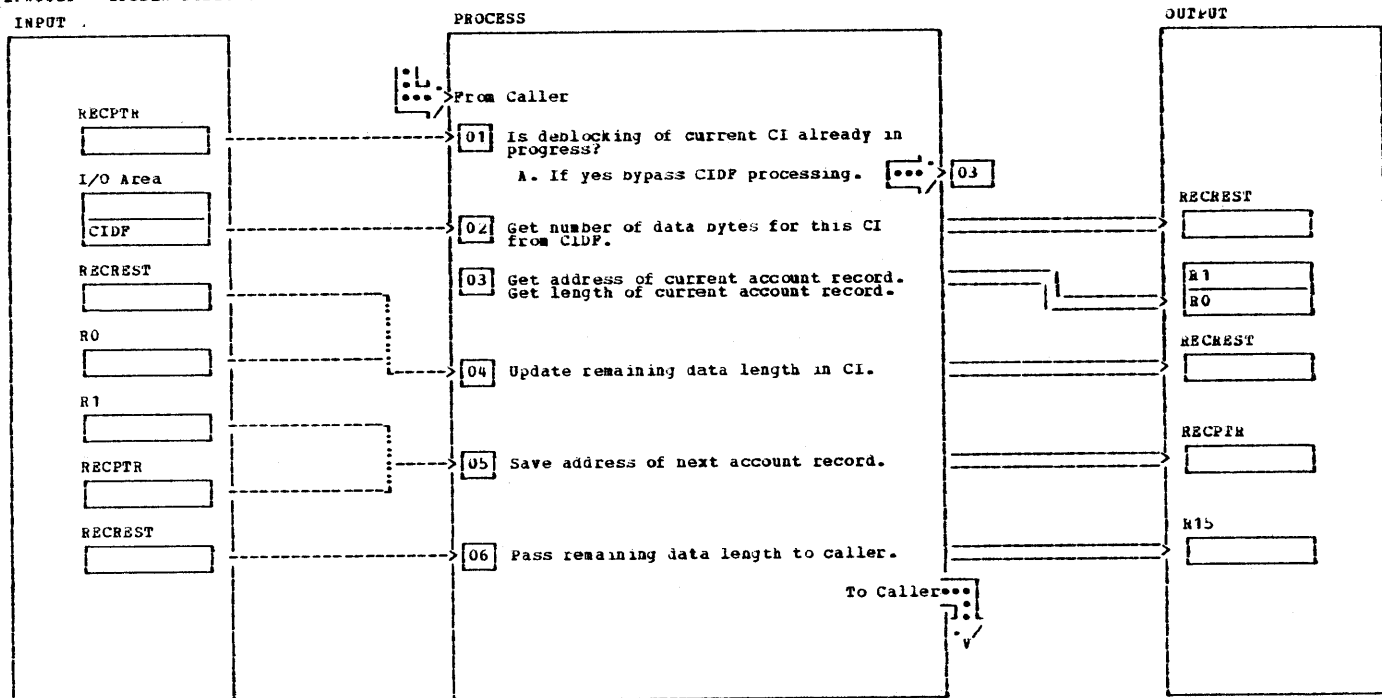 INPUT .
PROCESS
OUTPUT
From Caller
RECPTR
01 Is deblocking of current CI already in
progress?
A. If yes bypass CIDF processing.
03
I/O Area
CIDF
02 Get number of data bytes for this CI
from CIDF.
RECREST
RECREST
03 Get address of current account record.
Get length of current account record.
R1
R0
R0
04 Update remaining data length in CI.
RECREST
R1
RECPTR
05 Save address of next account record.
RECPTR
RECREST
06 Pass remaining data length to caller.
R15
To Caller